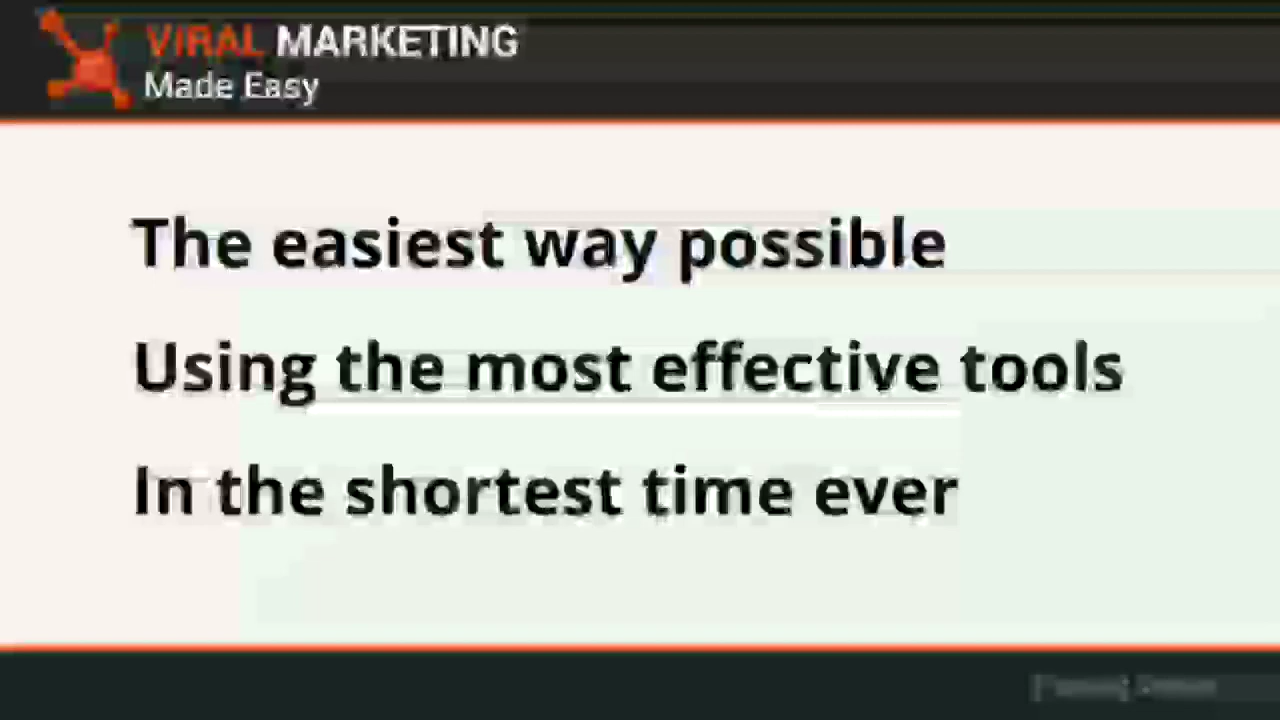 VIRAL MARKETING
Made Easy
The easiest way possible
Using the most effective tools
In the shortest time ever